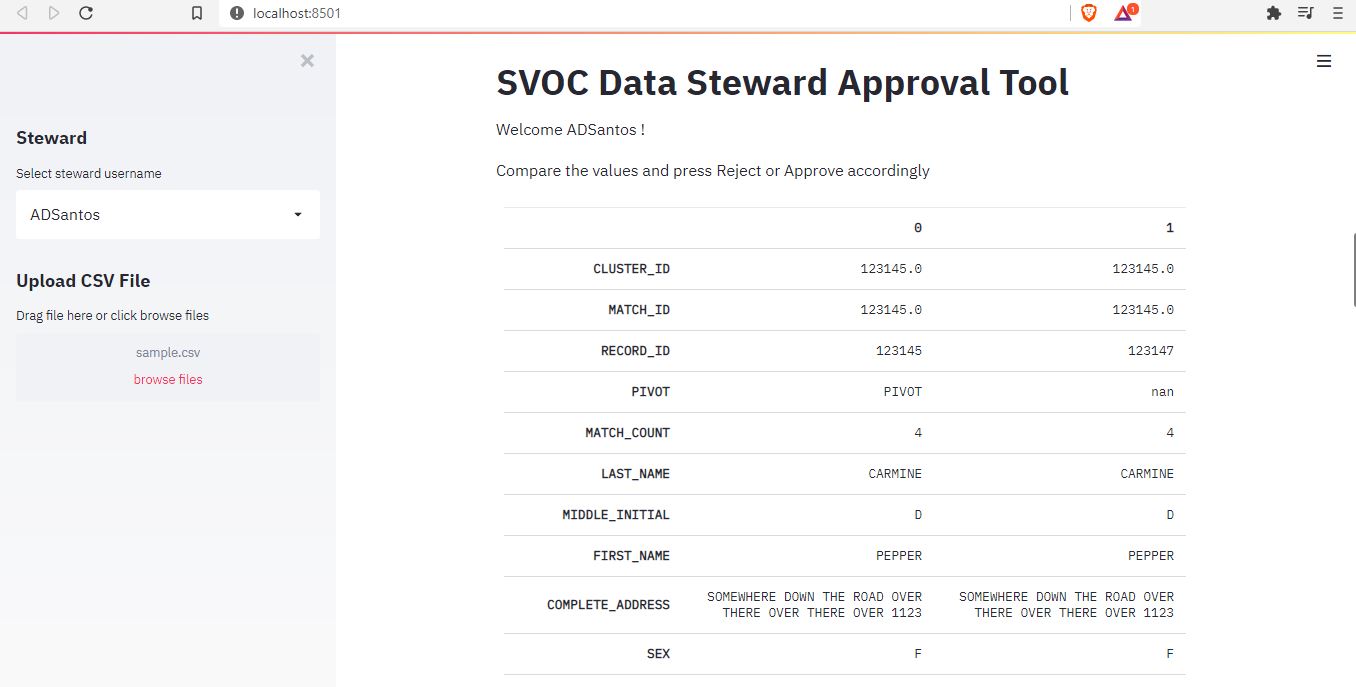 localhost:8501
1
×
SVOC Data Steward Approval Tool
Welcome ADSantos !
Compare the values and press Reject or Approve accordingly
Steward
Select steward username
ADSantos
Upload CSV File
Drag file here or click browse files
sample.csv
browse files
0 1
CLUSTER_ID 123145.0 123145.0
MATCH_ID 123145.0 123145.0
RECORD_ID 123145 123147
PIVOT PIVOT nan
MATCH_COUNT 4 4
LAST_NAME CARMINE CARMINE
MIDDLE_INITIAL D D
FIRST_NAME PEPPER PEPPER
COMPLETE_ADDRESS SOMEWHERE DOWN THE ROAD OVER SOMEWHERE DOWN THE ROAD OVER
THERE OVER THERE OVER 1123 THERE OVER THERE OVER 1123
SEX F F